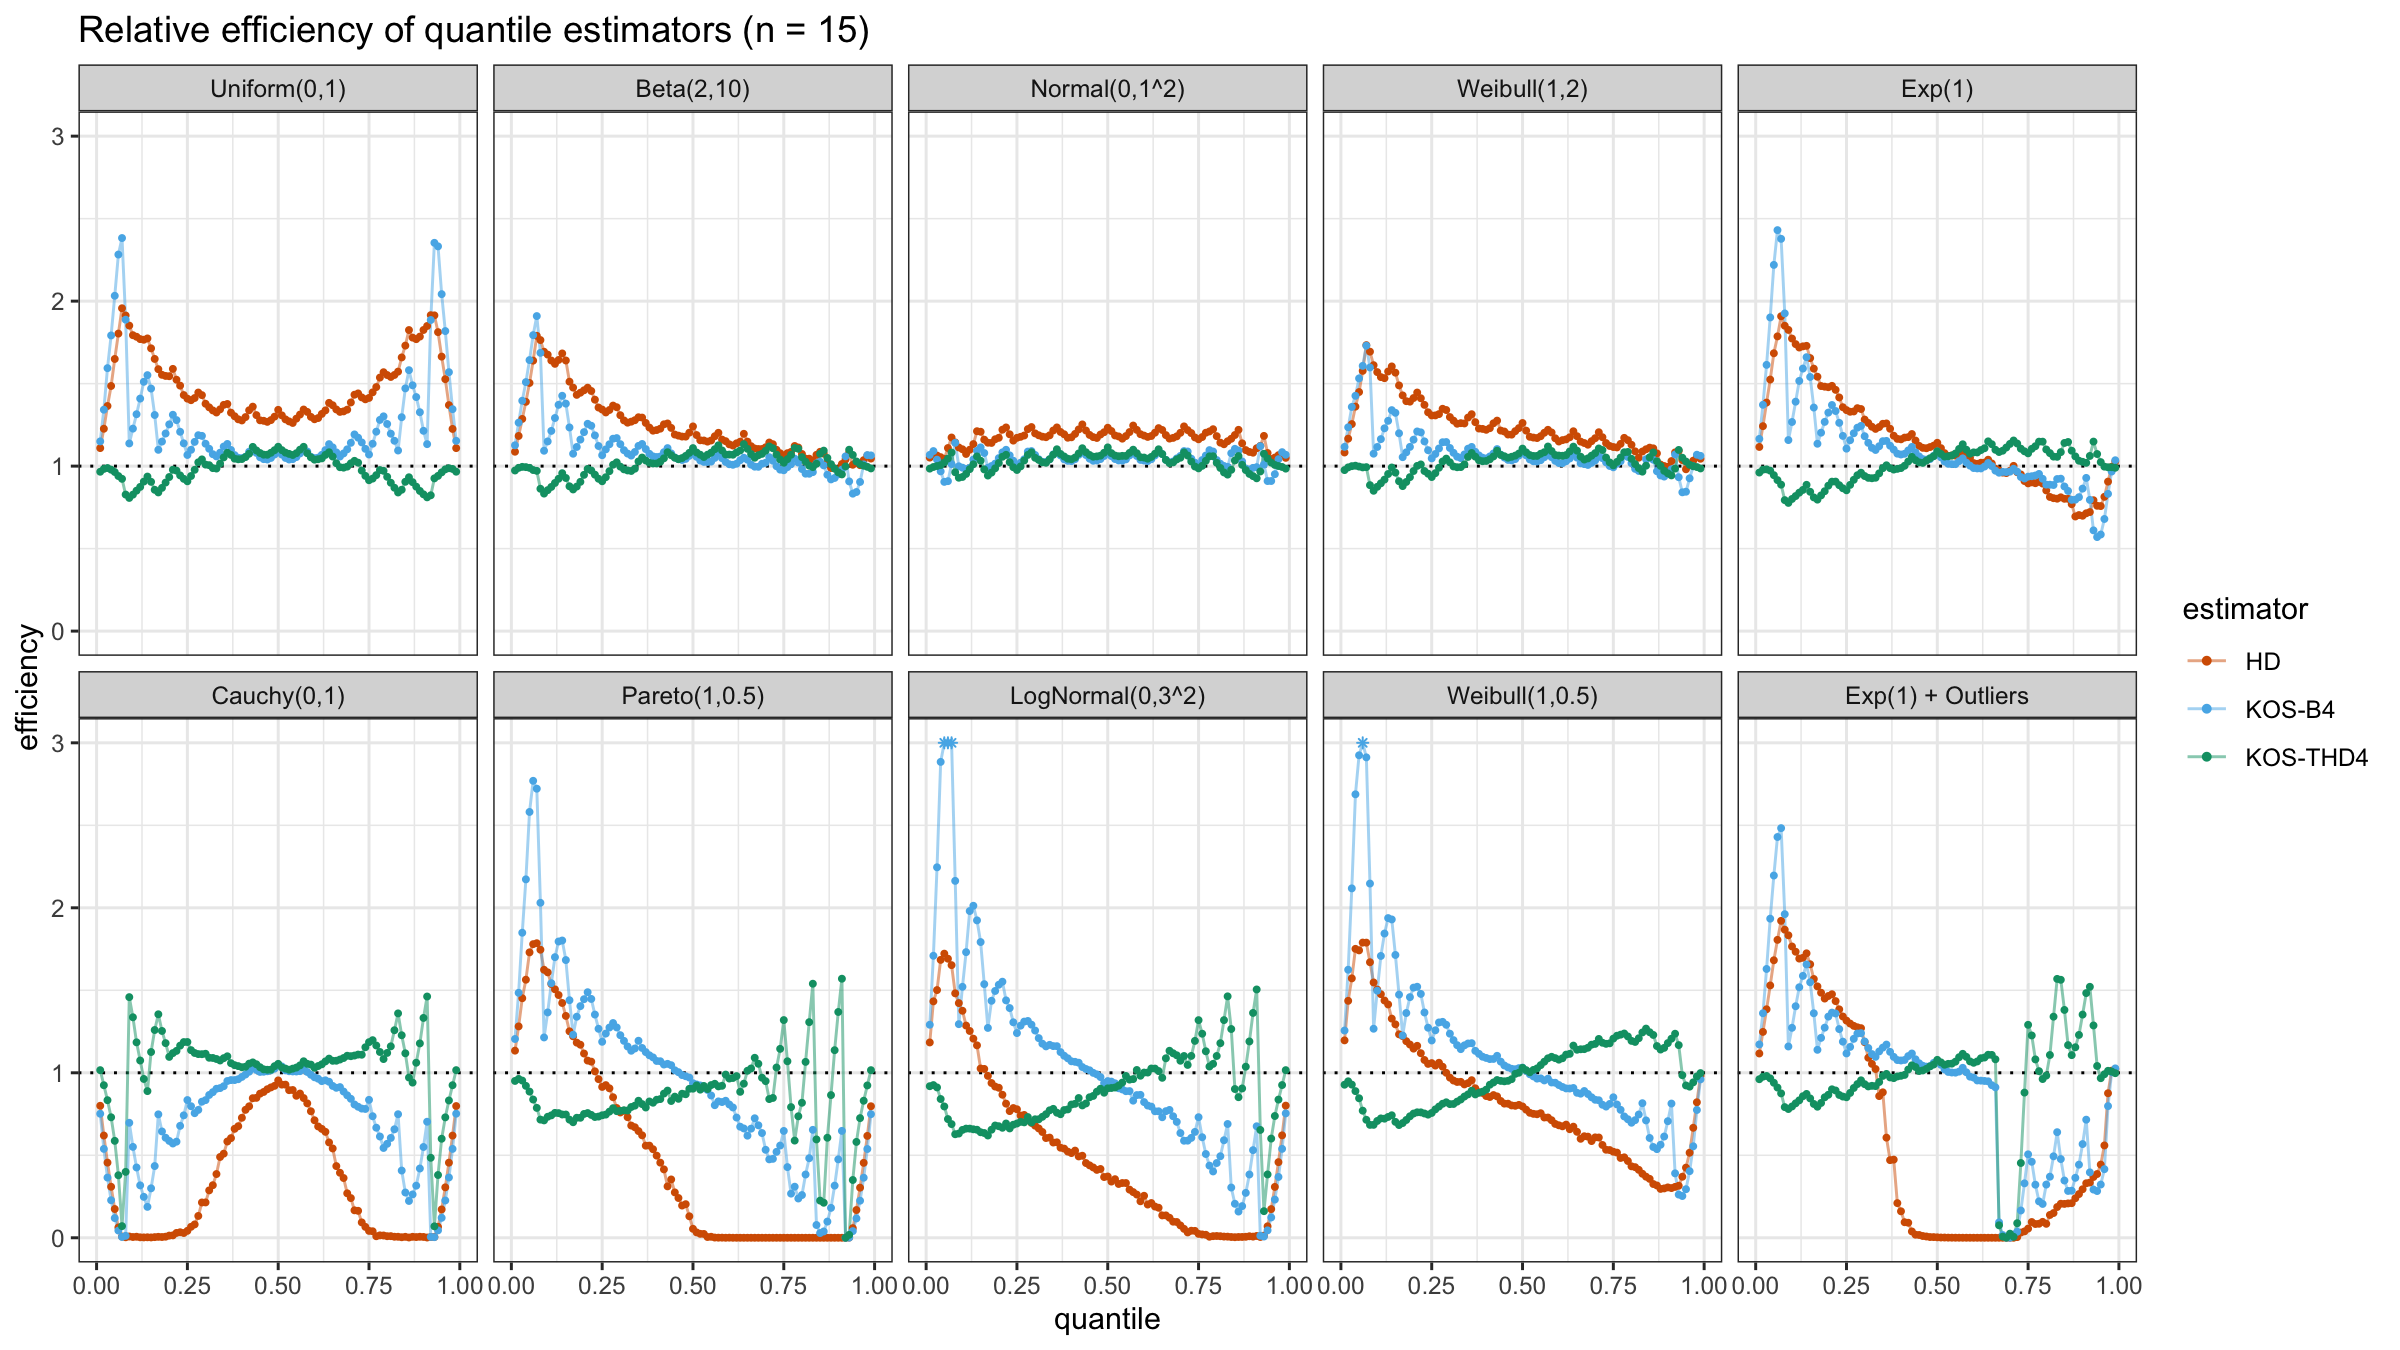 Relative efficiency of quantile estimators (n = 15)
Uniform(0,1)
Beta(2,10)
Normal(0,1^2)
Weibull(1,2)
Exp(1)
3
2
1
0
efficiency
Cauchy(0,1)
Pareto(1,0.5)
LogNormal(0,3^2)
Weibull(1,0.5)
Exp(1) + Outliers
3
2
1
0
0.00 0.25 0.50 0.75 1.00 0.00 0.25 0.50 0.75 1.00 0.00 0.25 0.50 0.75 1.00 0.00 0.25 0.50 0.75 1.00 0.00 0.25 0.50 0.75 1.00
quantile
estimator
HD
KOS-B4
KOS-THD4